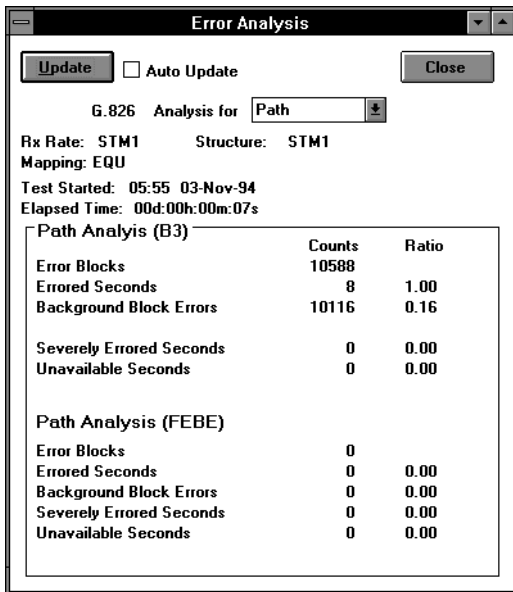 Error Analysis
Update Auto Update Close
G.826 Analysis for Path
Rx Rate: STM1 Structure: STM1
Mapping: EQU
Test Started: 05:55 03-Nov-94
Elapsed Time: 00d:00h:00m:07s
Path Analyis (B3)
Counts Ratio
Error Blocks 10588
Errored Seconds 8 1.00
Background Block Errors 10116 0.16
Severely Errored Seconds 0 0.00
Unavailable Seconds 0 0.00
Path Analysis (FEBE)
Error Blocks 0
Errored Seconds 0 0.00
Background Block Errors 0 0.00
Severely Errored Seconds 0 0.00
Unavailable Seconds 0 0.00